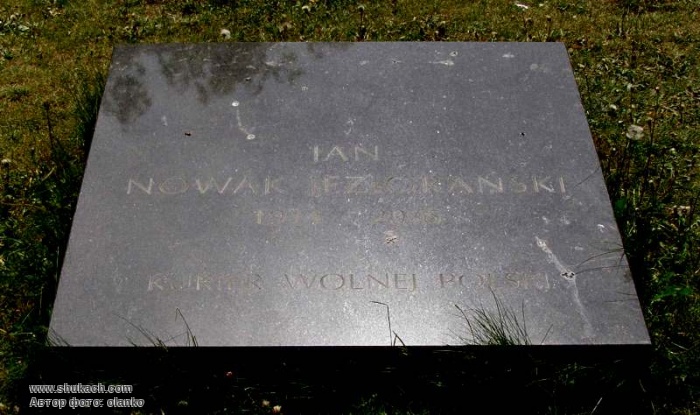 JAN
NOWAK JEZIORAŃSKI
KURIER WOLNEJ POLSKI
www.shukach.com
Автор фото: olanko